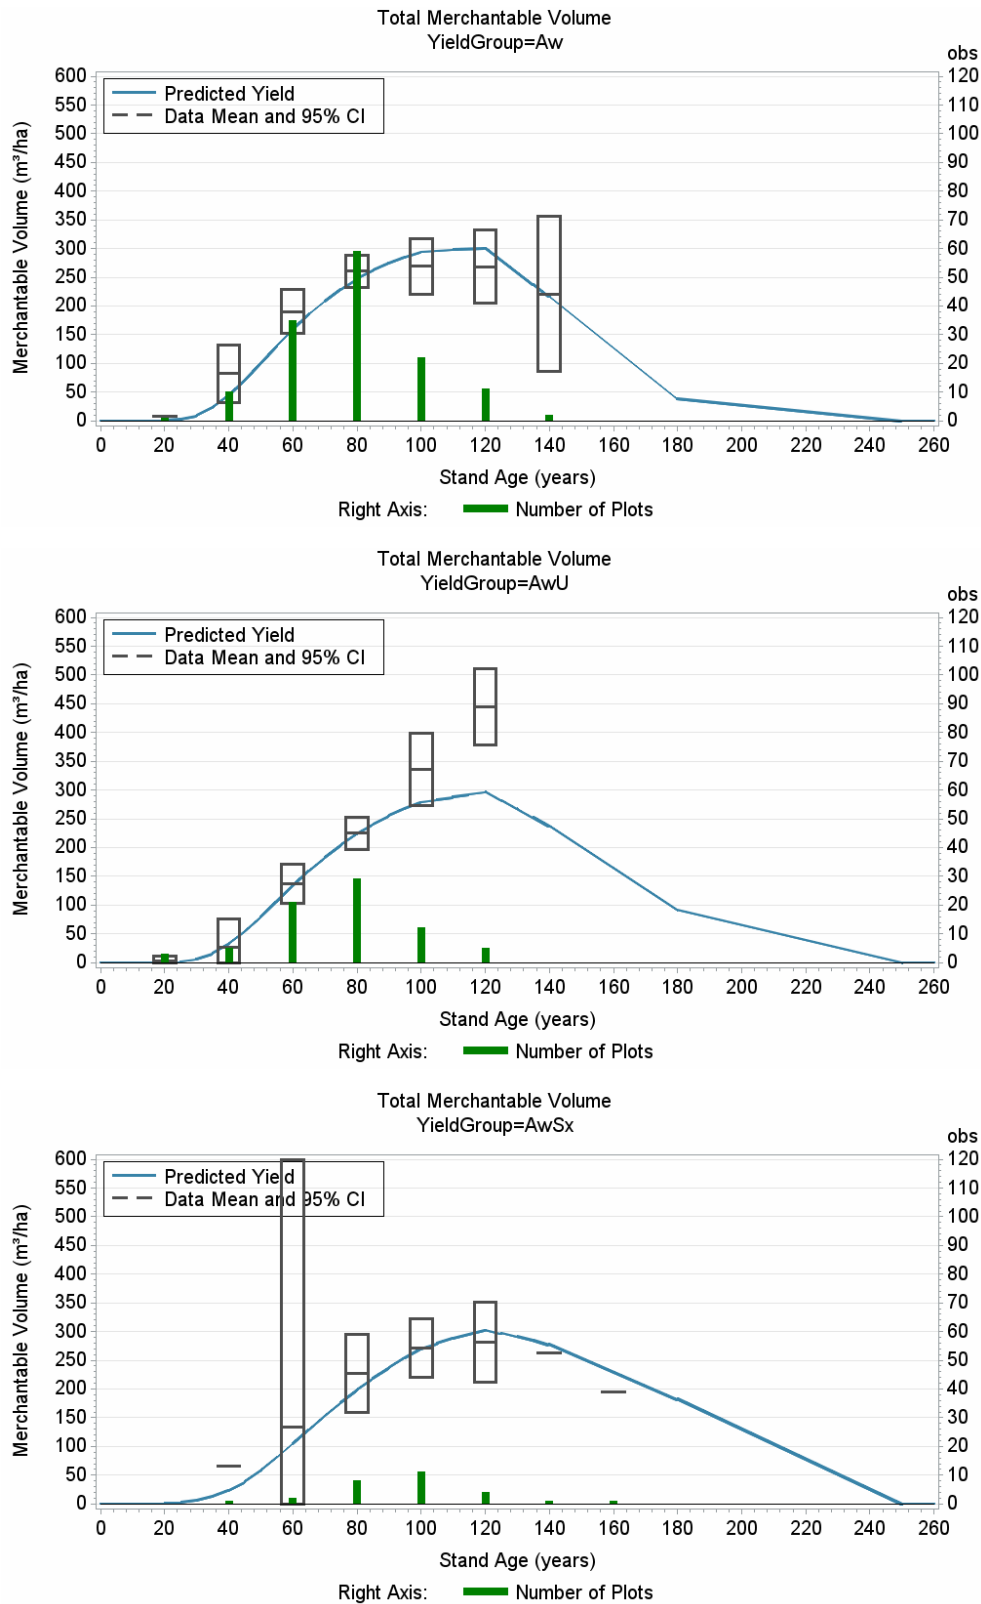 Total Merchantable Volume
YieldGroup=Aw
obs
Merchantable Volume (m³/ha)
600
550
500
450
400
350
300
250
200
150
100
50
0
Predicted Yield
Data Mean and 95% CI
120
110
100
90
80
70
60
50
40
30
20
10
0
0 20 40 60 80 100 120 140 160 180 200 220 240 260
Stand Age (years)
Right Axis: Number of Plots
Total Merchantable Volume
YieldGroup=AwU
obs
Merchantable Volume (m³/ha)
600
550
500
450
400
350
300
250
200
150
100
50
0
Predicted Yield
Data Mean and 95% CI
120
110
100
90
80
70
60
50
40
30
20
10
0
0 20 40 60 80 100 120 140 160 180 200 220 240 260
Stand Age (years)
Right Axis: Number of Plots
Total Merchantable Volume
YieldGroup=AwSx
obs
Merchantable Volume (m³/ha)
600
550
500
450
400
350
300
250
200
150
100
50
0
Predicted Yield
Data Mean and 95% CI
120
110
100
90
80
70
60
50
40
30
20
10
0
0 20 40 60 80 100 120 140 160 180 200 220 240 260
Stand Age (years)
Right Axis: Number of Plots